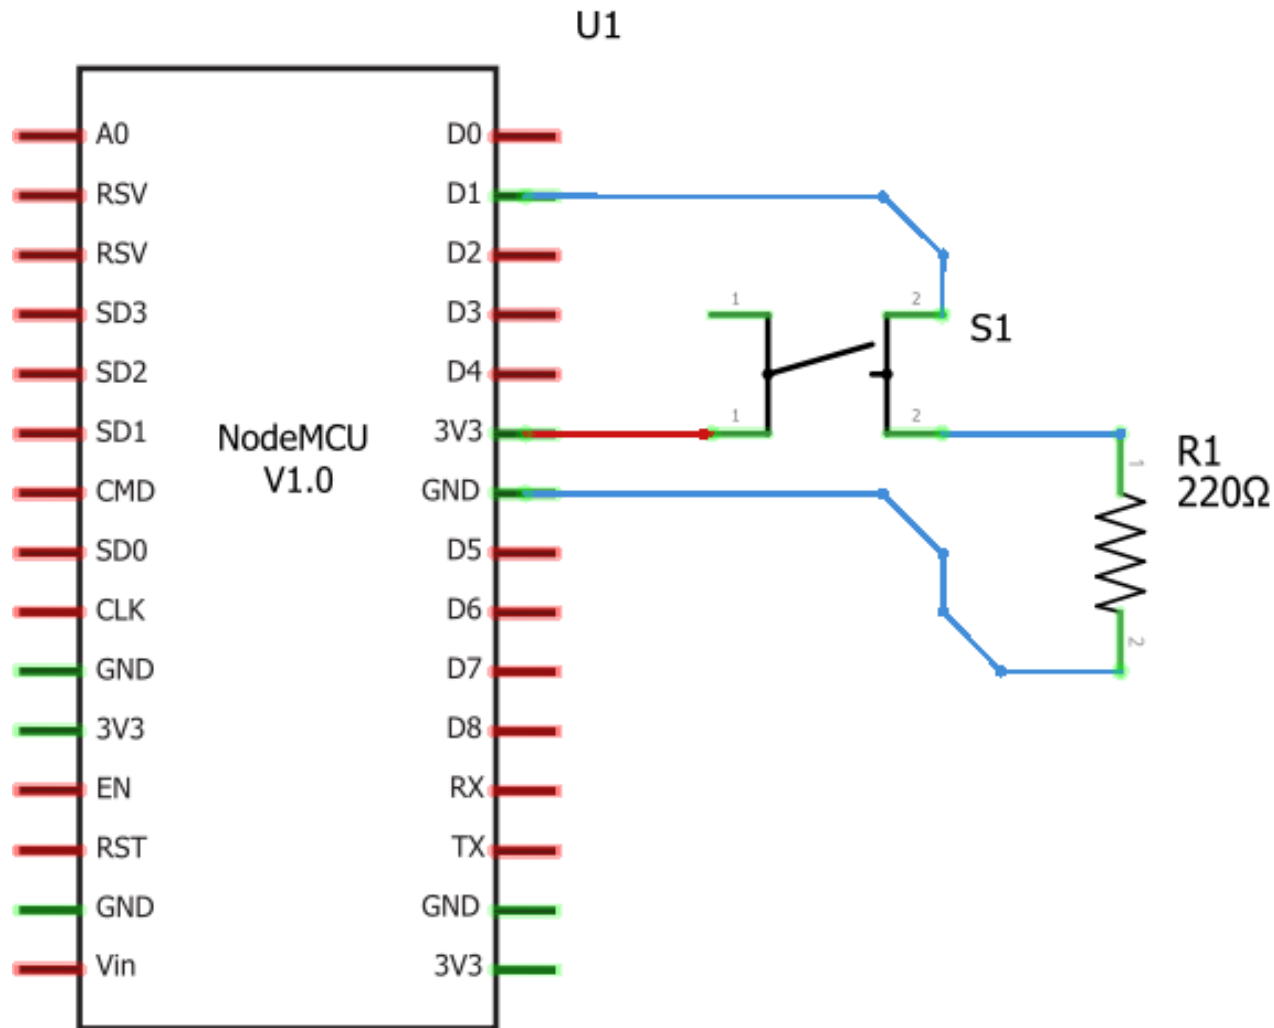 U1
A0
RSV
RSV
SD3
SD2
SD1
CMD
SD0
CLK
GND
3V3
EN
RST
GND
Vin
NodeMCU
V1.0
D0
D1
D2
D3
D4
3V3
GND
D5
D6
D7
D8
RX
TX
GND
3V3
1
2
S1
1
2
1
R1
220Ω
2